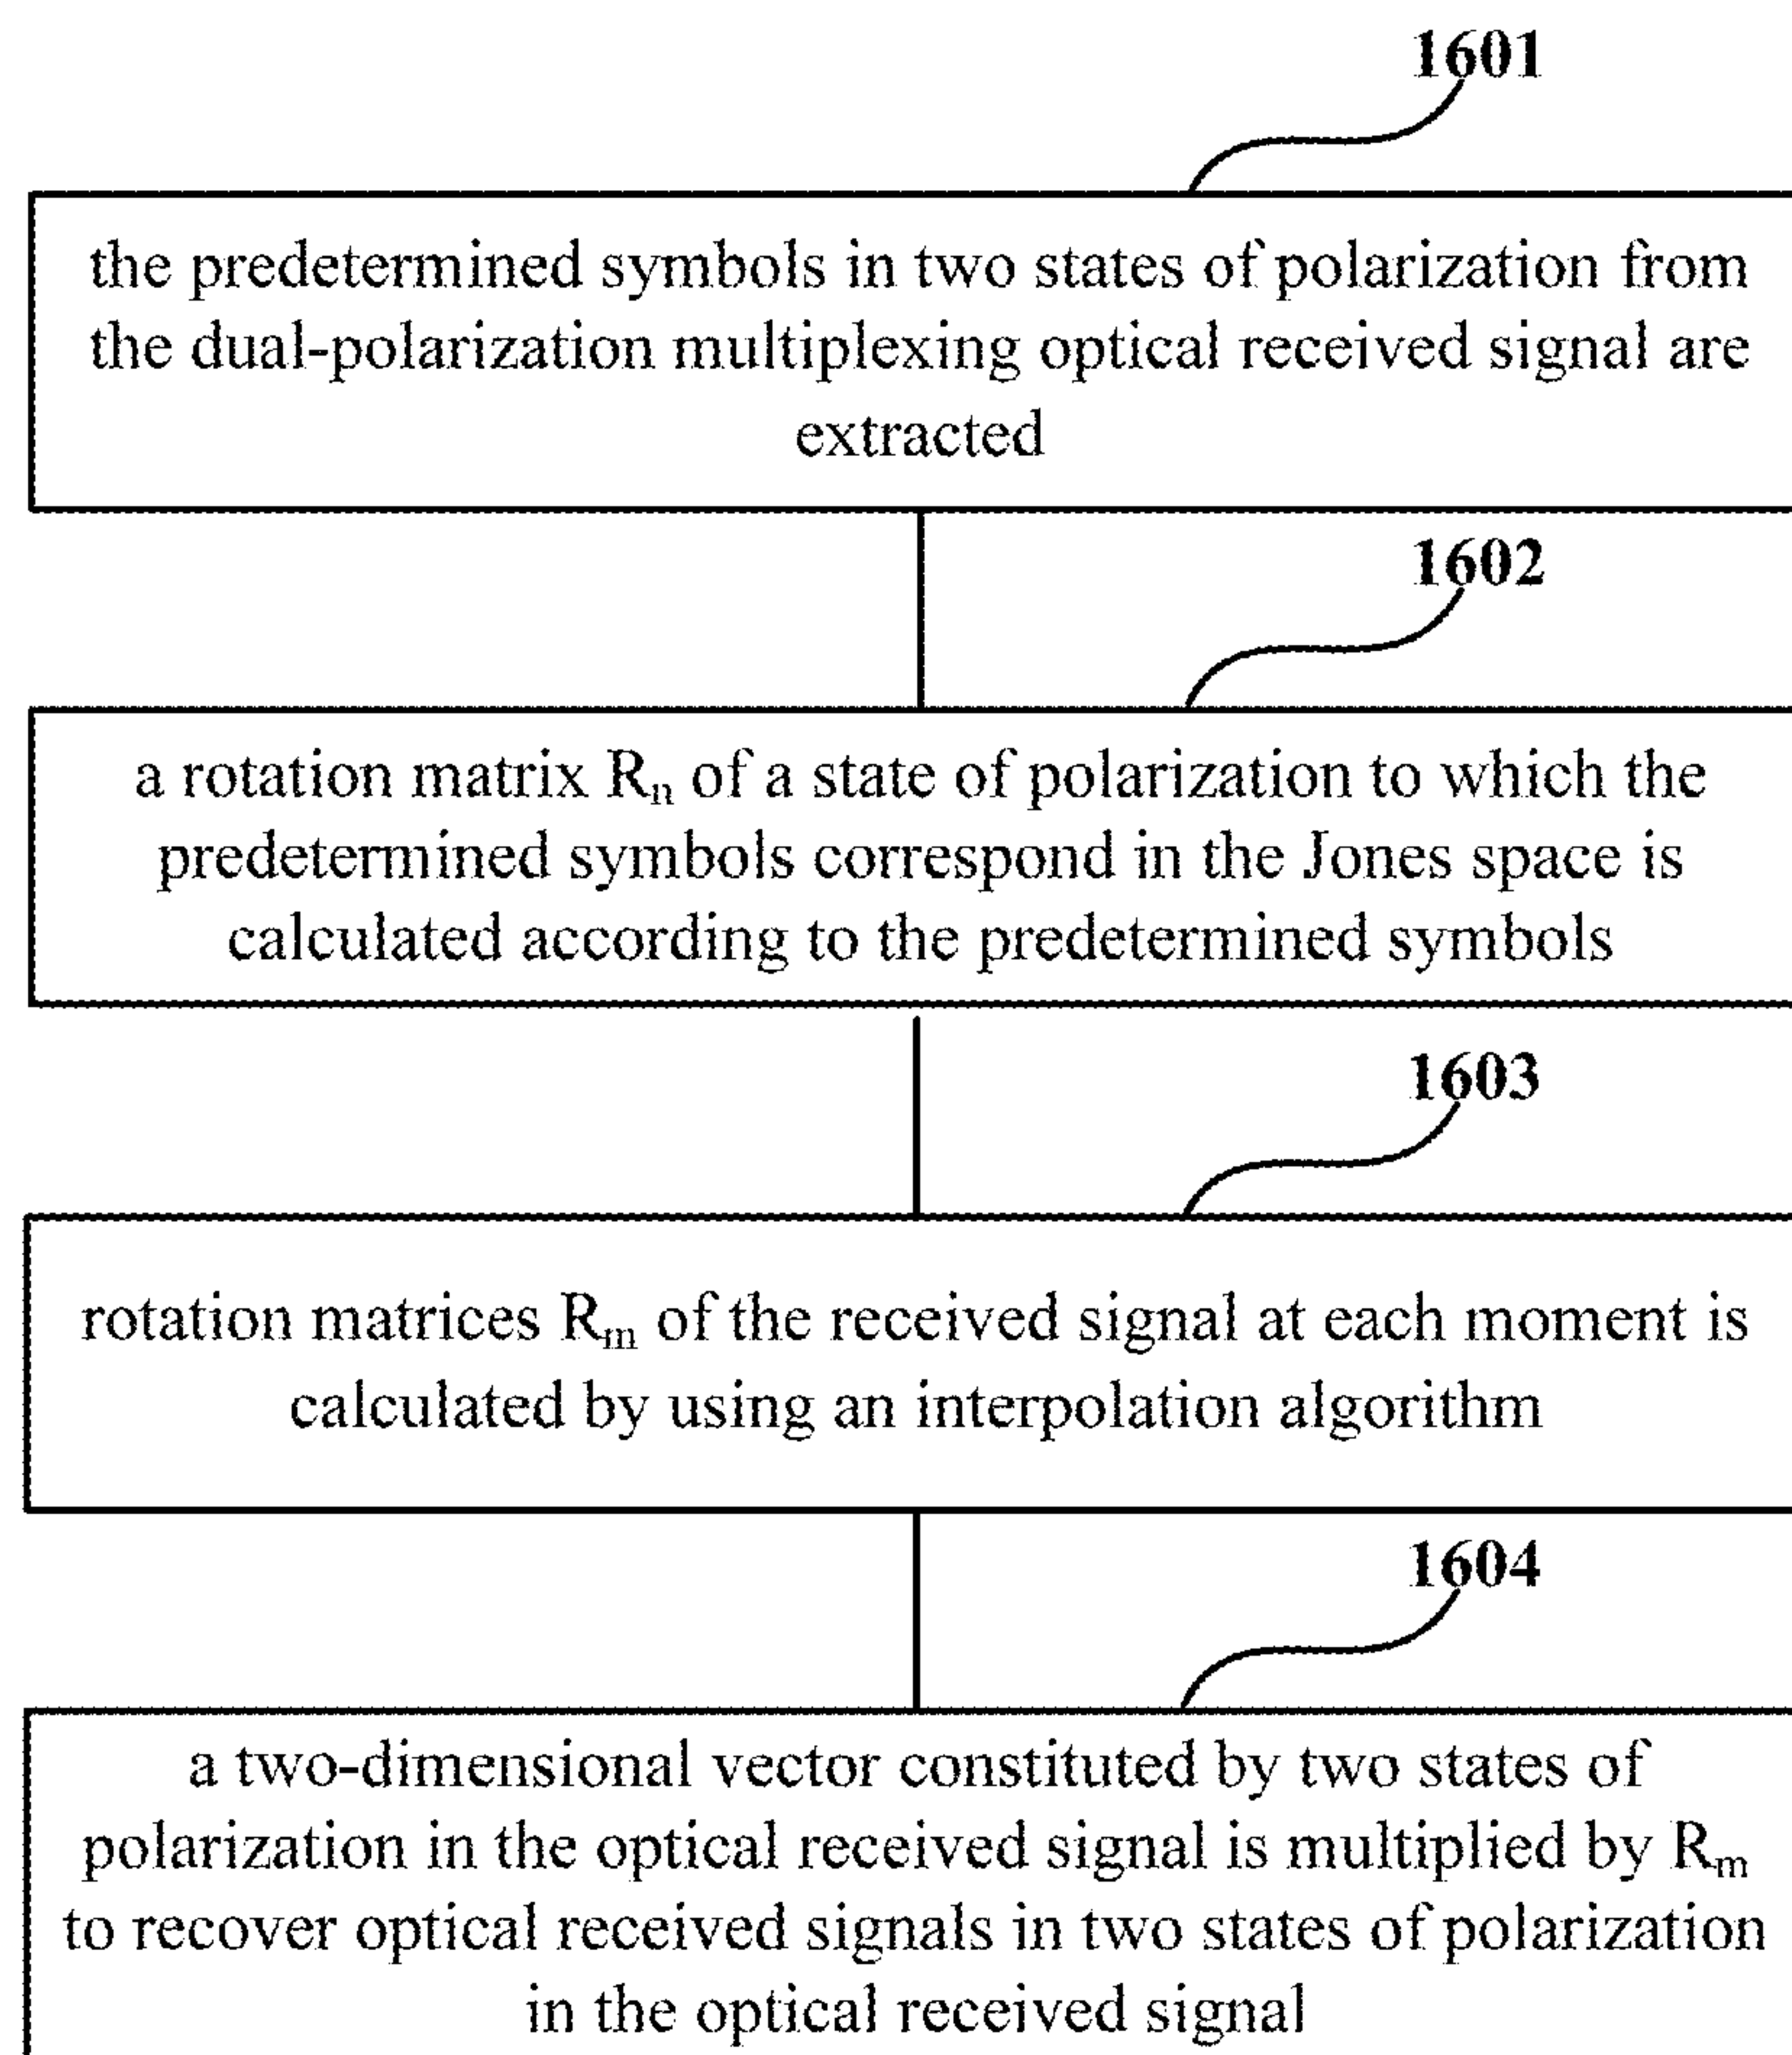 1601
the predetermined symbols in two states of polarization from
the dual-polarization multiplexing optical received signal are
extracted
1602
a rotation matrix Rn of a state of polarization to which the
predetermined symbols correspond in the Jones space is
calculated according to the predetermined symbols
1603
rotation matrices Rm of the received signal at each moment is
calculated by using an interpolation algorithm
1604
a two-dimensional vector constituted by two states of
polarization in the optical received signal is multiplied by Rm
to recover optical received signals in two states of polarization
in the optical received signal